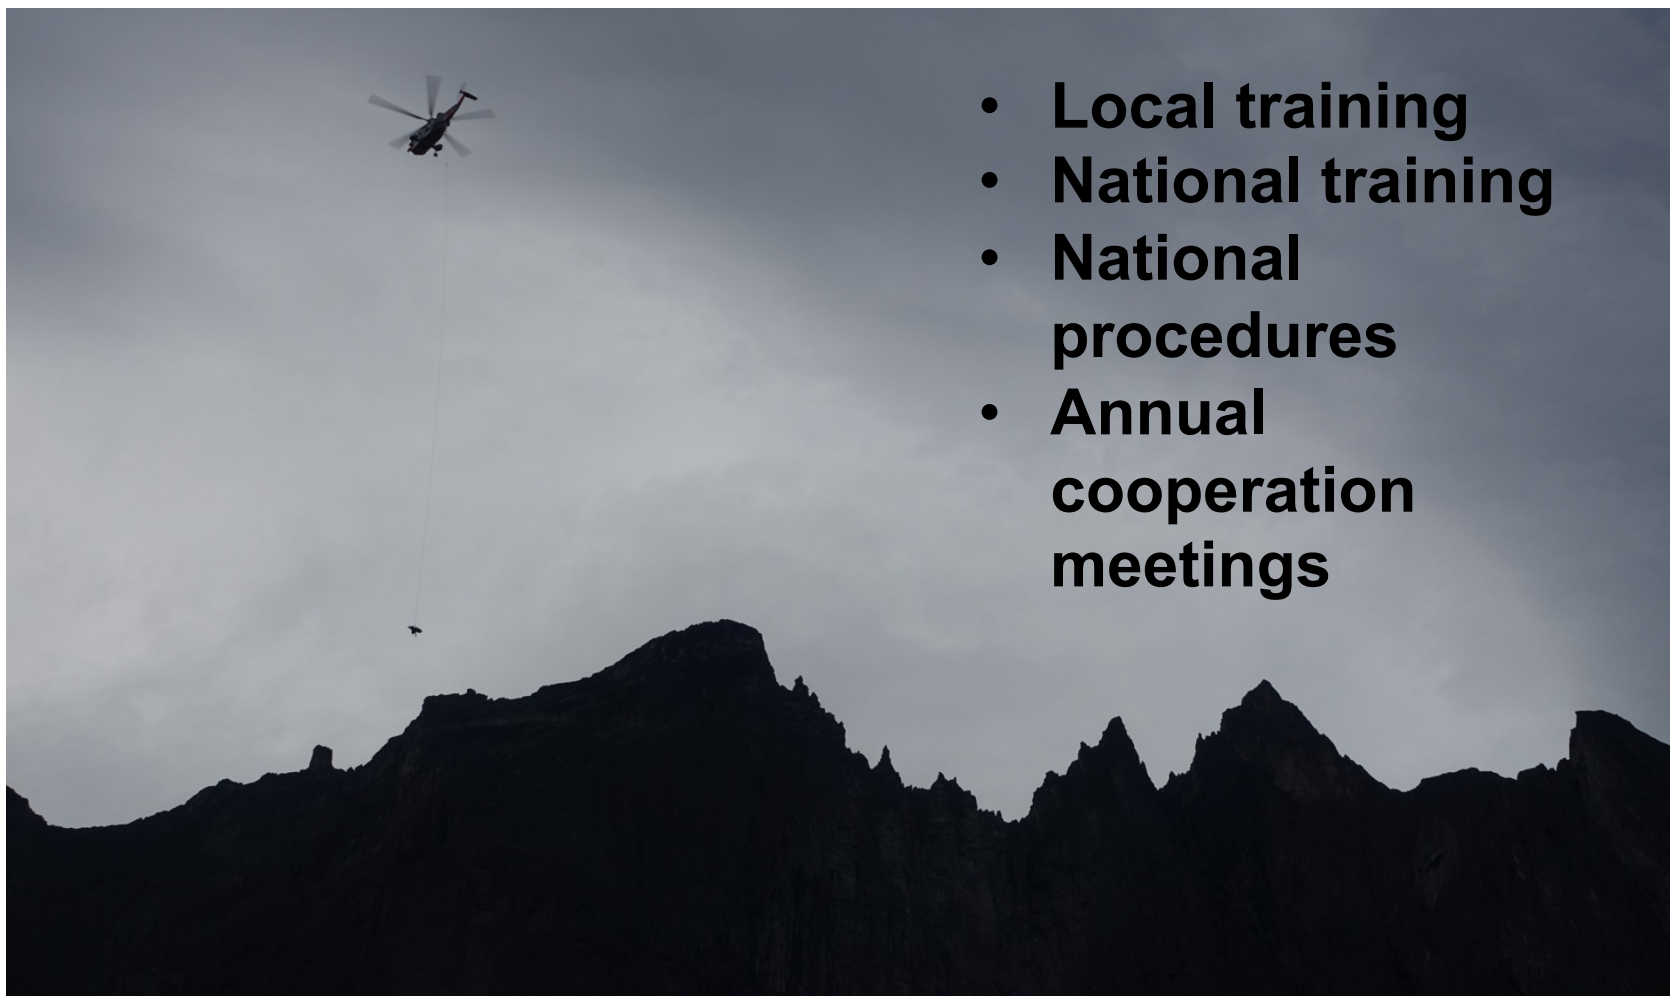 • Local training
• National training
• National
procedures
• Annual
cooperation
meetings